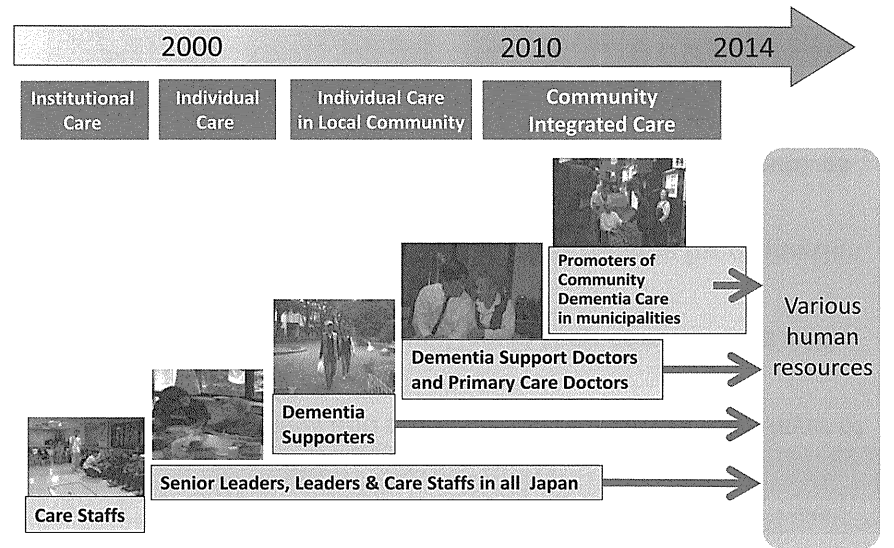 2000 2010 2014
Institutional
Care
Individual
Care
Individual Care
in Local Community
Community
Integrated Care
Promoters of
Community
Dementia Care
in municipalities
Dementia Support Doctors
and Primary Care Doctors
Dementia
Supporters
Senior Leaders, Leaders & Care Staffs in all Japan
Care Staffs
Various
human
resources